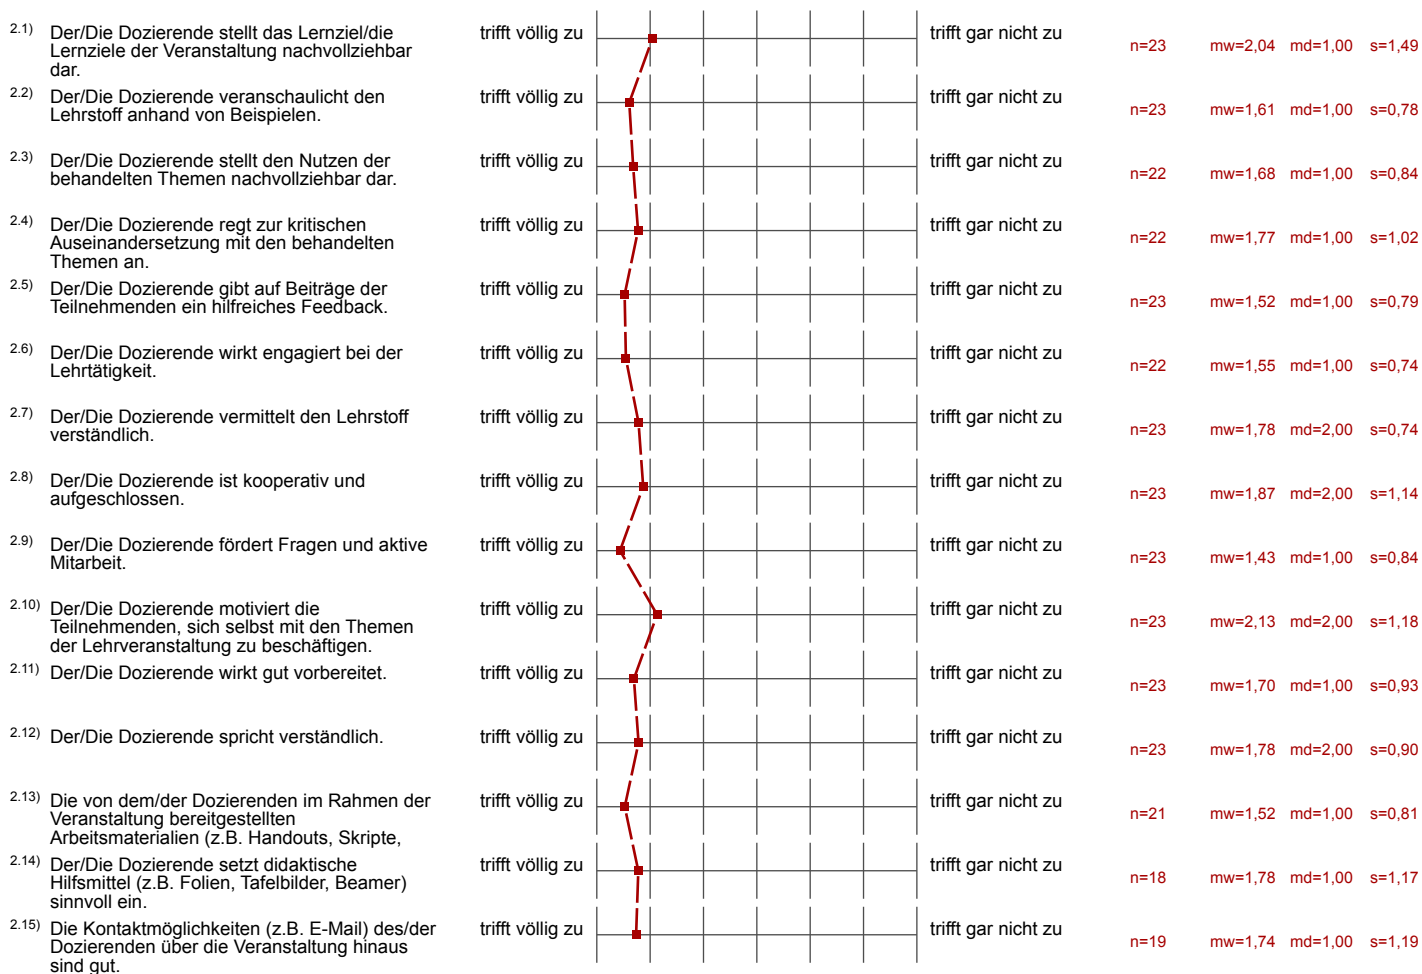 2.1) Der/Die Dozierende stellt das Lernziel/die
Lernziele der Veranstaltung nachvollziehbar
dar.
trifft völlig zu
trifft gar nicht zu
n=23 mw=2,04 md=1,00 s=1,49
2.2) Der/Die Dozierende veranschaulicht den
Lehrstoff anhand von Beispielen.
trifft völlig zu
trifft gar nicht zu
n=23 mw=1,61 md=1,00 s=0,78
2.3) Der/Die Dozierende stellt den Nutzen der
behandelten Themen nachvollziehbar dar.
trifft völlig zu
trifft gar nicht zu
n=22 mw=1,68 md=1,00 s=0,84
2.4) Der/Die Dozierende regt zur kritischen
Auseinandersetzung mit den behandelten
Themen an.
trifft völlig zu
trifft gar nicht zu
n=22 mw=1,77 md=1,00 s=1,02
2.5) Der/Die Dozierende gibt auf Beiträge der
Teilnehmenden ein hilfreiches Feedback.
trifft völlig zu
trifft gar nicht zu
n=23 mw=1,52 md=1,00 s=0,79
2.6) Der/Die Dozierende wirkt engagiert bei der
Lehrtätigkeit.
trifft völlig zu
trifft gar nicht zu
n=22 mw=1,55 md=1,00 s=0,74
2.7) Der/Die Dozierende vermittelt den Lehrstoff
verständlich.
trifft völlig zu
trifft gar nicht zu
n=23 mw=1,78 md=2,00 s=0,74
2.8) Der/Die Dozierende ist kooperativ und
aufgeschlossen.
trifft völlig zu
trifft gar nicht zu
n=23 mw=1,87 md=2,00 s=1,14
2.9) Der/Die Dozierende fördert Fragen und aktive
Mitarbeit.
trifft völlig zu
trifft gar nicht zu
n=23 mw=1,43 md=1,00 s=0,84
2.10) Der/Die Dozierende motiviert die
Teilnehmenden, sich selbst mit den Themen
der Lehrveranstaltung zu beschäftigen.
trifft völlig zu
trifft gar nicht zu
n=23 mw=2,13 md=2,00 s=1,18
2.11) Der/Die Dozierende wirkt gut vorbereitet.
trifft völlig zu
trifft gar nicht zu
n=23 mw=1,70 md=1,00 s=0,93
2.12) Der/Die Dozierende spricht verständlich.
trifft völlig zu
trifft gar nicht zu
n=23 mw=1,78 md=2,00 s=0,90
2.13) Die von dem/der Dozierenden im Rahmen der
Veranstaltung bereitgestellten
Arbeitsmaterialien (z.B. Handouts, Skripte,
trifft völlig zu
trifft gar nicht zu
n=21 mw=1,52 md=1,00 s=0,81
2.14) Der/Die Dozierende setzt didaktische
Hilfsmittel (z.B. Folien, Tafelbilder, Beamer)
sinnvoll ein.
trifft völlig zu
trifft gar nicht zu
n=18 mw=1,78 md=1,00 s=1,17
2.15) Die Kontaktmöglichkeiten (z.B. E-Mail) des/der
Dozierenden über die Veranstaltung hinaus
sind gut.
trifft völlig zu
trifft gar nicht zu
n=19 mw=1,74 md=1,00 s=1,19